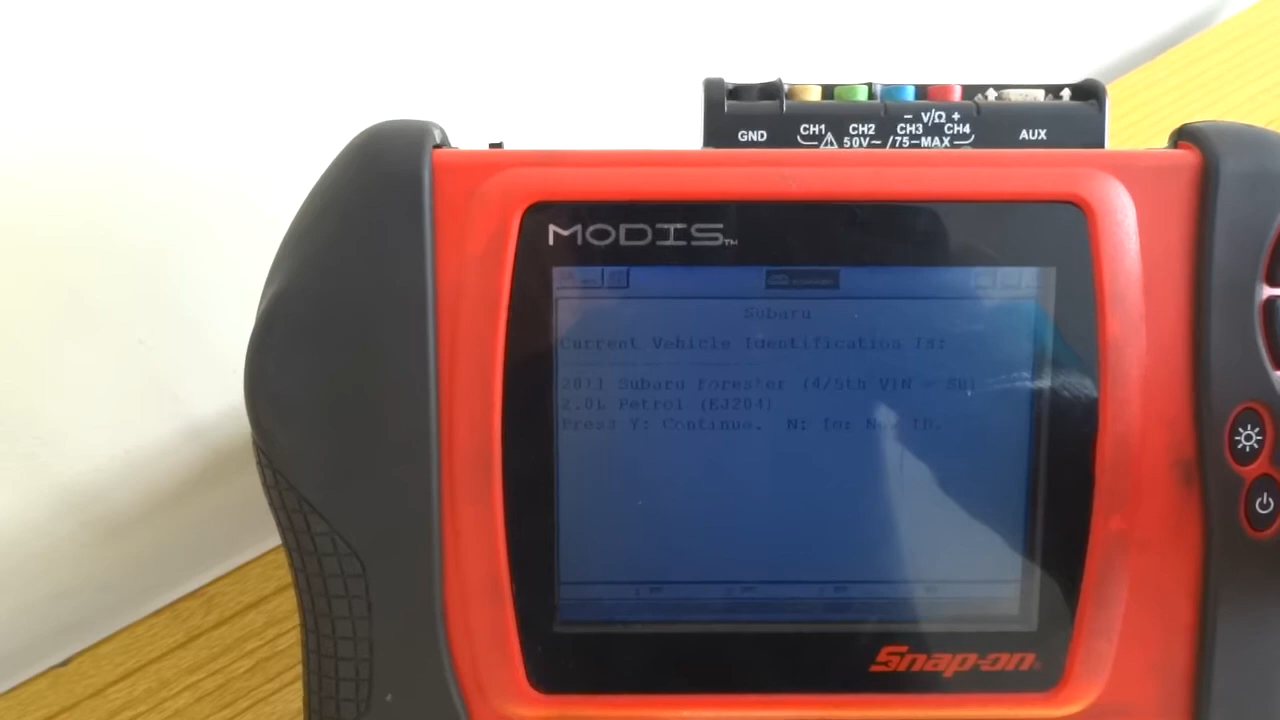 GND CH1 CH2 CH3 CH4 AUX
− V/Ω +
50V~ /75-MAX
MODIS™
Subaru
Current Vehicle Identification Is:
2011 Subaru Forester (4/5th VIN = SH)
2.0L Petrol (EJ204)
Press Y: Continue. N: for New ID.
Snap-on